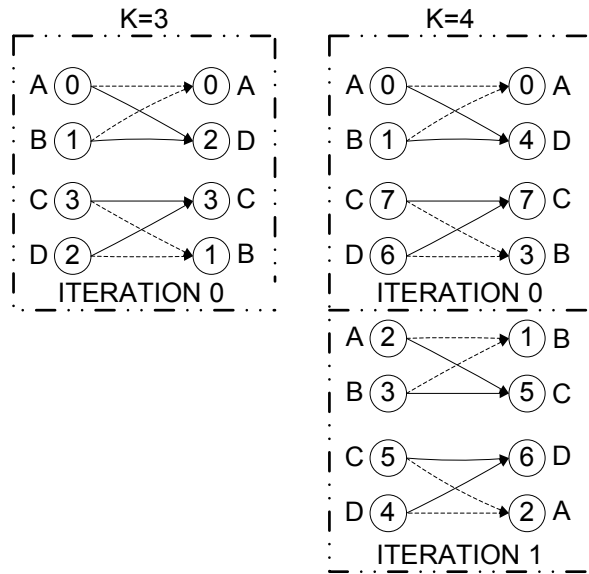 K=3 K=4
A 0 0 A A 0 0 A
B 1 2 D B 1 4 D
C 3 3 C C 7 7 C
D 2 1 B D 6 3 B
ITERATION 0 ITERATION 0
A 2 1 B
B 3 5 C
C 5 6 D
D 4 2 A
ITERATION 1